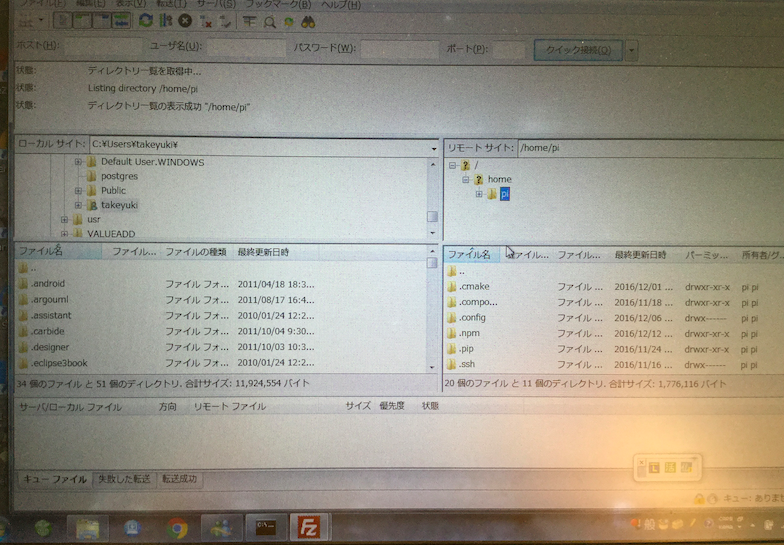 ファイル(F) 編集(E) 表示(V) 転送(T) サーバ(S) ブックマーク(B) ヘルプ(H)
ホスト(H): ユーザ名(U): パスワード(W): ポート(P): クイック接続(Q)
状態: ディレクトリ一覧を取得中...
状態: Listing directory /home/pi
状態: ディレクトリ一覧の表示成功 "/home/pi"
ローカル サイト: C:¥Users¥takeyuki¥
Default User.WINDOWS
postgres
Public
takeyuki
usr
VALUEADD
リモート サイト: /home/pi
/
home
pi
ファイル名 ファイル... ファイルの種類 最終更新日時
..
.android ファイル フォ... 2011/04/18 18:3...
.argouml ファイル フォ... 2011/08/17 16:4...
.assistant ファイル フォ... 2010/01/24 12:2...
.carbide ファイル フォ... 2011/10/04 9:30...
.designer ファイル フォ... 2011/10/03 10:3...
.eclipse3book ファイル フォ... 2010/01/24 12:2...
34 個のファイル と 51 個のディレクトリ. 合計サイズ: 11,924,554 バイト
ファイル名 ファイル... ファイル... 最終更新日時 パーミッ... 所有者/グ...
..
.cmake ファイル ... 2016/12/01 ... drwxr-xr-x pi pi
.compo... ファイル ... 2016/11/18 ... drwxr-xr-x pi pi
.config ファイル ... 2016/12/06 ... drwx------ pi pi
.npm ファイル ... 2016/12/12 ... drwxr-xr-x pi pi
.pip ファイル ... 2016/11/24 ... drwxr-xr-x pi pi
.ssh ファイル ... 2016/11/16 ... drwx------ pi pi
20 個のファイル と 11 個のディレクトリ. 合計サイズ: 1,776,116 バイト
サーバ/ローカル ファイル 方向 リモート ファイル サイズ 優先度 状態
キュー ファイル 失敗した転送 転送成功
キュー: ありませ